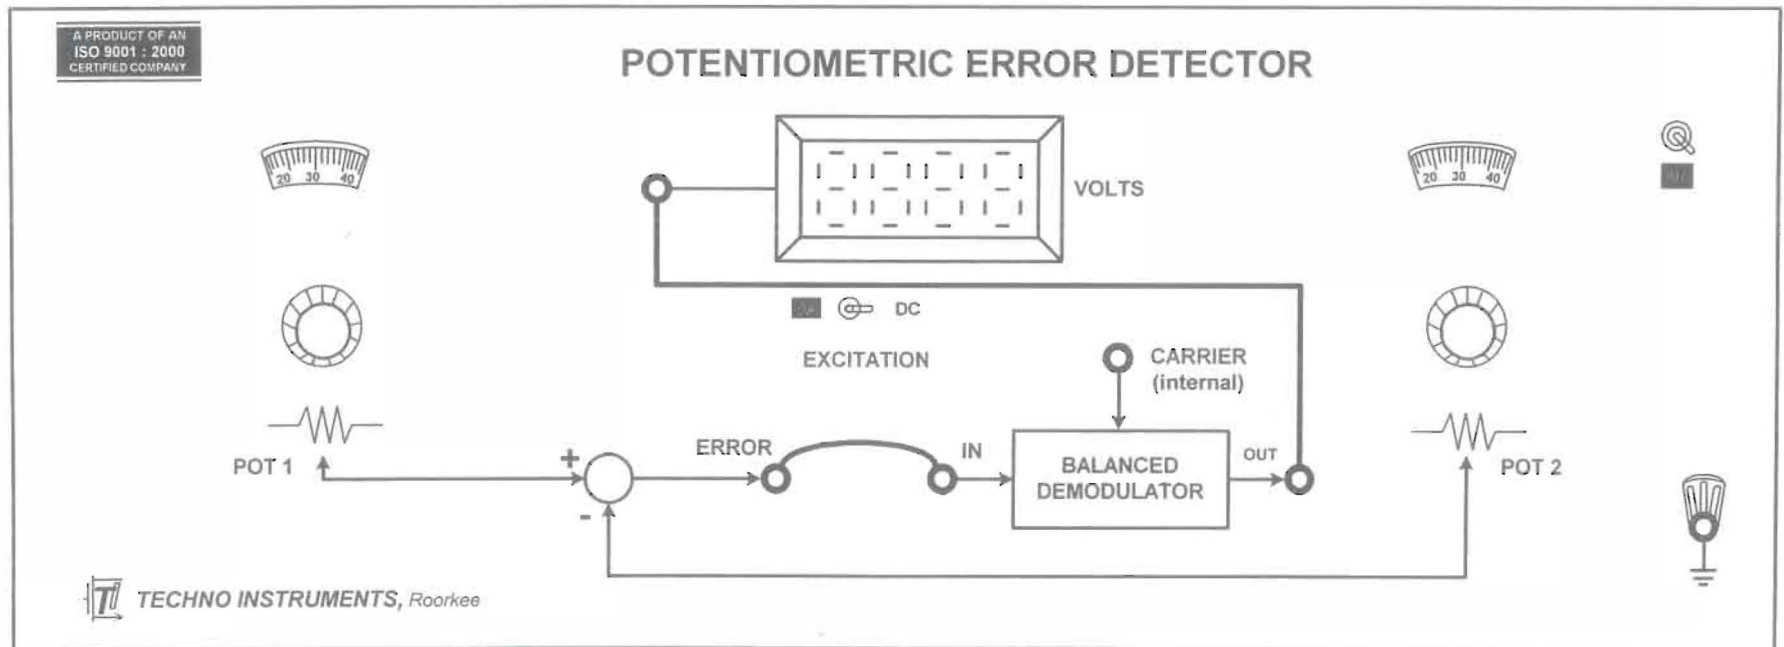 A PRODUCT OF AN
ISO 9001 : 2000
CERTIFIED COMPANY
POTENTIOMETRIC ERROR DETECTOR
20 30 40
VOLTS
20 30 40
DC
EXCITATION
CARRIER
(internal)
POT 1
+
-
ERROR
IN
BALANCED
DEMODULATOR
OUT
POT 2
Ti TECHNO INSTRUMENTS, Roorkee